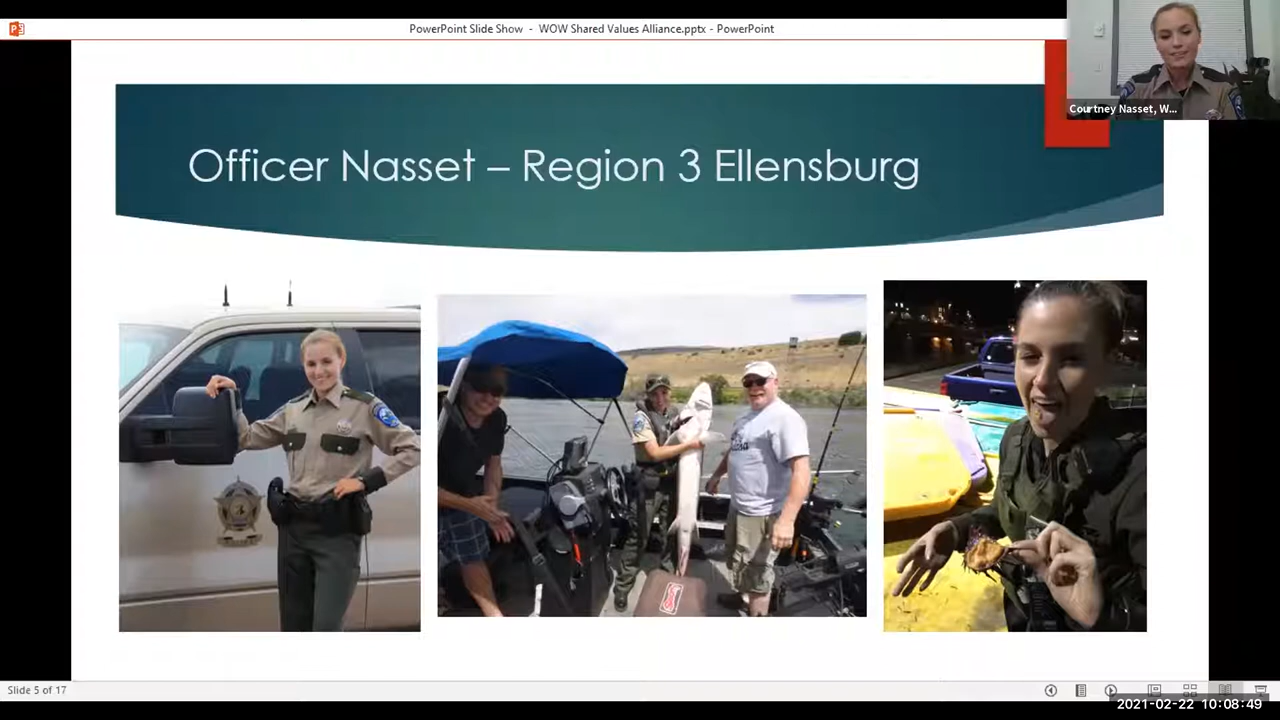 PowerPoint Slide Show - WOW Shared Values Alliance.pptx - PowerPoint
Courtney Nasset, W...
Officer Nasset – Region 3 Ellensburg
Slide 5 of 17
2021-02-22 10:08:49